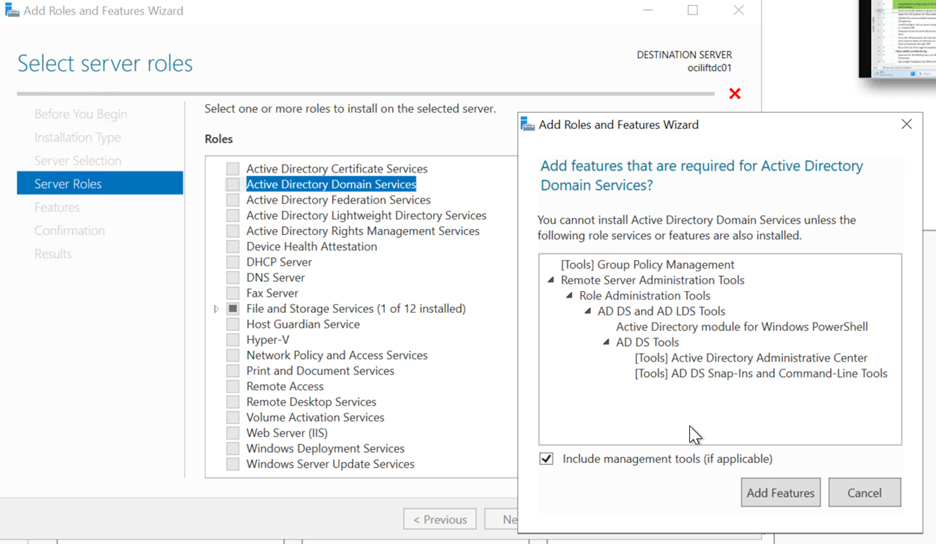 Add Roles and Features Wizard
Select server roles
DESTINATION SERVER
ociliftdc01
Before You Begin
Installation Type
Server Selection
Server Roles
Features
Confirmation
Results
Select one or more roles to install on the selected server.
Roles
Active Directory Certificate Services
Active Directory Domain Services
Active Directory Federation Services
Active Directory Lightweight Directory Services
Active Directory Rights Management Services
Device Health Attestation
DHCP Server
DNS Server
Fax Server
File and Storage Services (1 of 12 installed)
Host Guardian Service
Hyper-V
Network Policy and Access Services
Print and Document Services
Remote Access
Remote Desktop Services
Volume Activation Services
Web Server (IIS)
Windows Deployment Services
Windows Server Update Services
< Previous
Ne
Add Roles and Features Wizard
Add features that are required for Active Directory
Domain Services?
You cannot install Active Directory Domain Services unless the
following role services or features are also installed.
[Tools] Group Policy Management
Remote Server Administration Tools
Role Administration Tools
AD DS and AD LDS Tools
Active Directory module for Windows PowerShell
AD DS Tools
[Tools] Active Directory Administrative Center
[Tools] AD DS Snap-Ins and Command-Line Tools
Include management tools (if applicable)
Add Features
Cancel